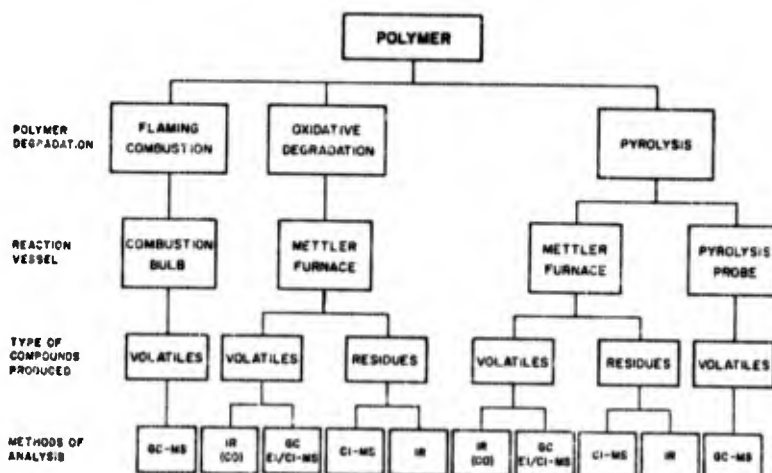 POLYMER
POLYMER
DEGRADATION
FLAMING
COMBUSTION
OXIDATIVE
DEGRADATION
PYROLYSIS
REACTION
VESSEL
COMBUSTION
BULB
METTLER
FURNACE
METTLER
FURNACE
PYROLYSIS
PROBE
TYPE OF
COMPOUNDS
PRODUCED
VOLATILES
VOLATILES
RESIDUES
VOLATILES
RESIDUES
VOLATILES
METHODS OF
ANALYSIS
GC-MS
IR
(CO)
GC
EI/CI-MS
CI-MS
IR
IR
(CO)
GC
EI/CI-MS
CI-MS
IR
GC-MS